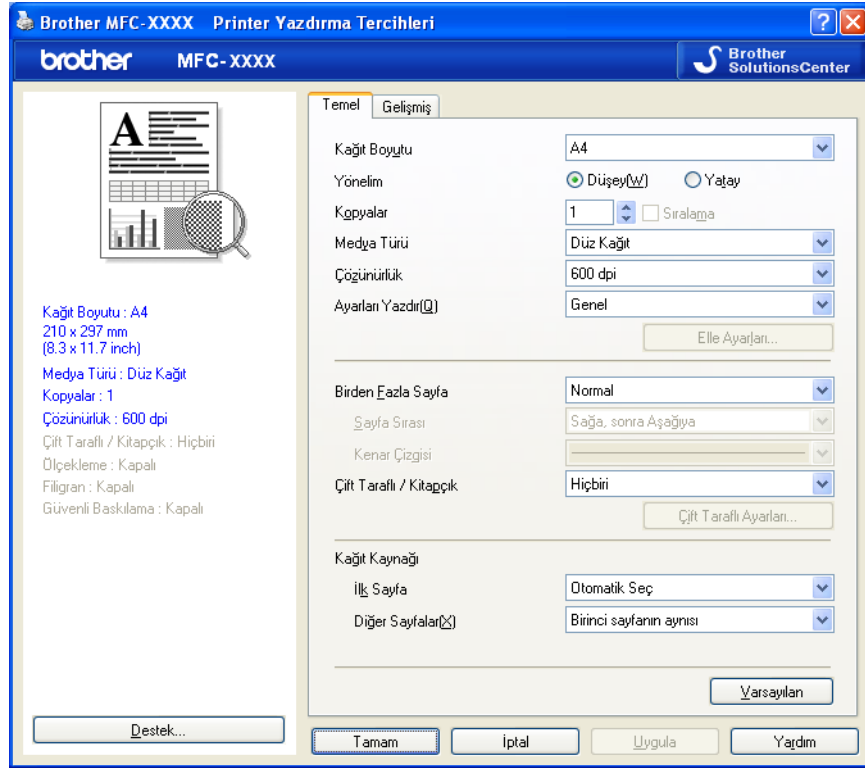 Brother MFC-XXXX Printer Yazdırma Tercihleri
brother MFC-XXXX
Brother
SolutionsCenter
A
Kağıt Boyutu : A4
210 x 297 mm
(8.3 x 11.7 inch)
Medya Türü : Düz Kağıt
Kopyalar : 1
Çözünürlük : 600 dpi
Çift Taraflı / Kitapçık : Hiçbiri
Ölçekleme : Kapalı
Filigran : Kapalı
Güvenli Baskılama : Kapalı
Destek...
Temel Gelişmiş
Kağıt Boyutu A4
Yönelim Düşey(W) Yatay
Kopyalar 1 Sıralama
Medya Türü Düz Kağıt
Çözünürlük 600 dpi
Ayarları Yazdır(Q) Genel
Elle Ayarları...
Birden Fazla Sayfa Normal
Sayfa Sırası Sağa, sonra Aşağıya
Kenar Çizgisi
Çift Taraflı / Kitapçık Hiçbiri
Çift Taraflı Ayarları...
Kağıt Kaynağı
İlk Sayfa Otomatik Seç
Diğer Sayfalar(X) Birinci sayfanın aynısı
Varsayılan
Tamam İptal Uygula Yardım